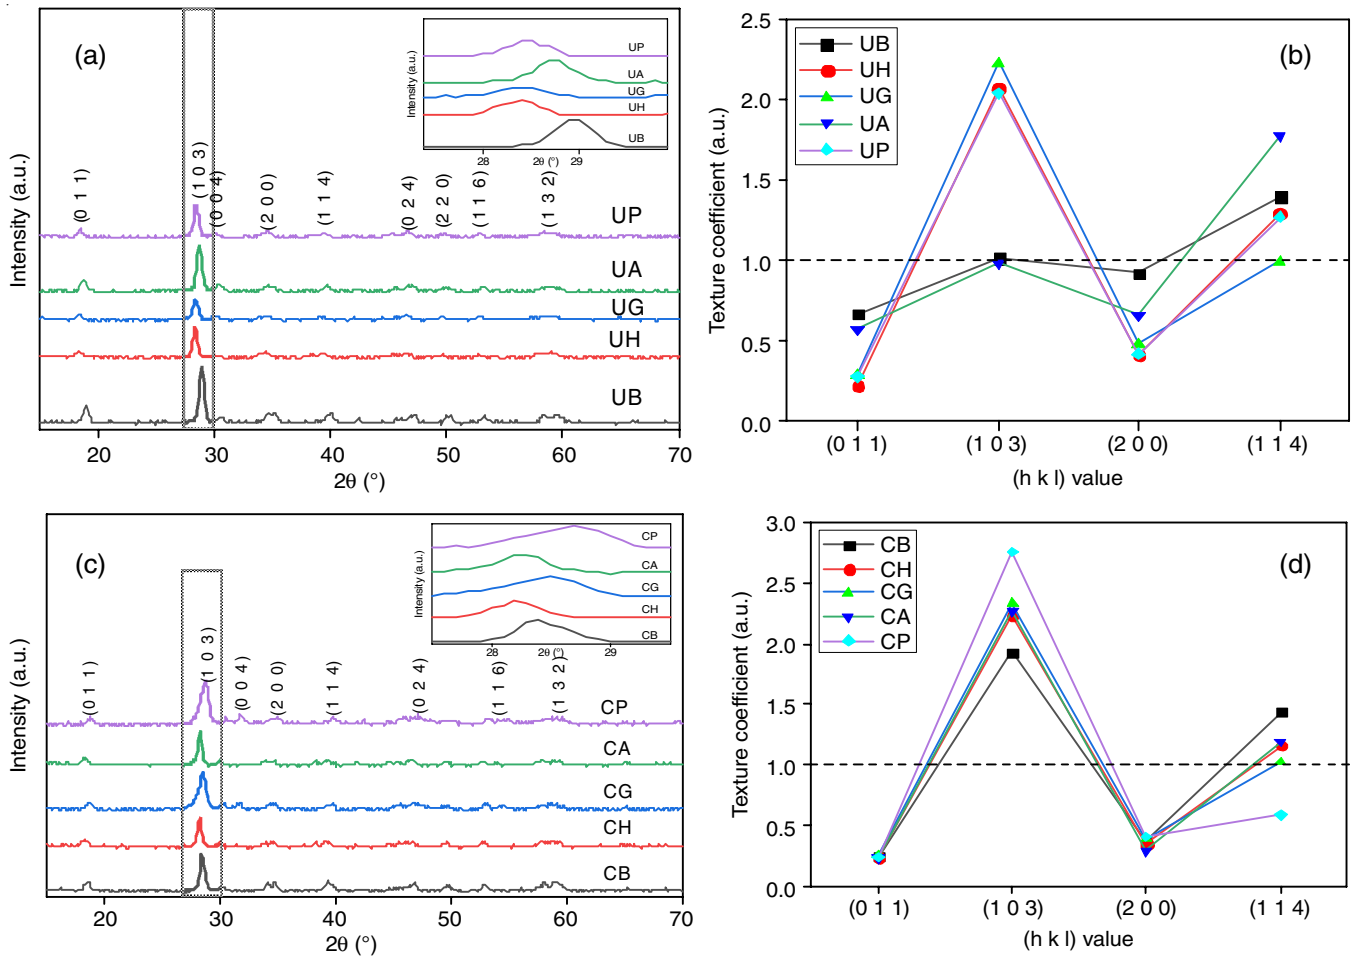 (a)
Intensity (a.u.)
(0 1 1)
(1 0 3)
(0 0 4)
(2 0 0)
(1 1 4)
(0 2 4)
(2 2 0)
(1 1 6)
(1 3 2)
UP
UA
UG
UH
UB
20 30 40 50 60 70
2θ (°)
Intensity (a.u.)
UP
UA
UG
UH
UB
28 2θ (°) 29
(b)
Texture coefficient (a.u.)
2.5
2.0
1.5
1.0
0.5
0.0
UB
UH
UG
UA
UP
(0 1 1) (1 0 3) (2 0 0) (1 1 4)
(h k l) value
(c)
Intensity (a.u.)
(0 1 1)
(1 0 3)
(0 0 4)
(2 0 0)
(1 1 4)
(0 2 4)
(1 1 6)
(1 3 2)
CP
CA
CG
CH
CB
20 30 40 50 60 70
2θ (°)
Intensity (a.u.)
CP
CA
CG
CH
CB
28 2θ (°) 29
(d)
Texture coefficient (a.u.)
3.0
2.5
2.0
1.5
1.0
0.5
0.0
CB
CH
CG
CA
CP
(0 1 1) (1 0 3) (2 0 0) (1 1 4)
(h k l) value